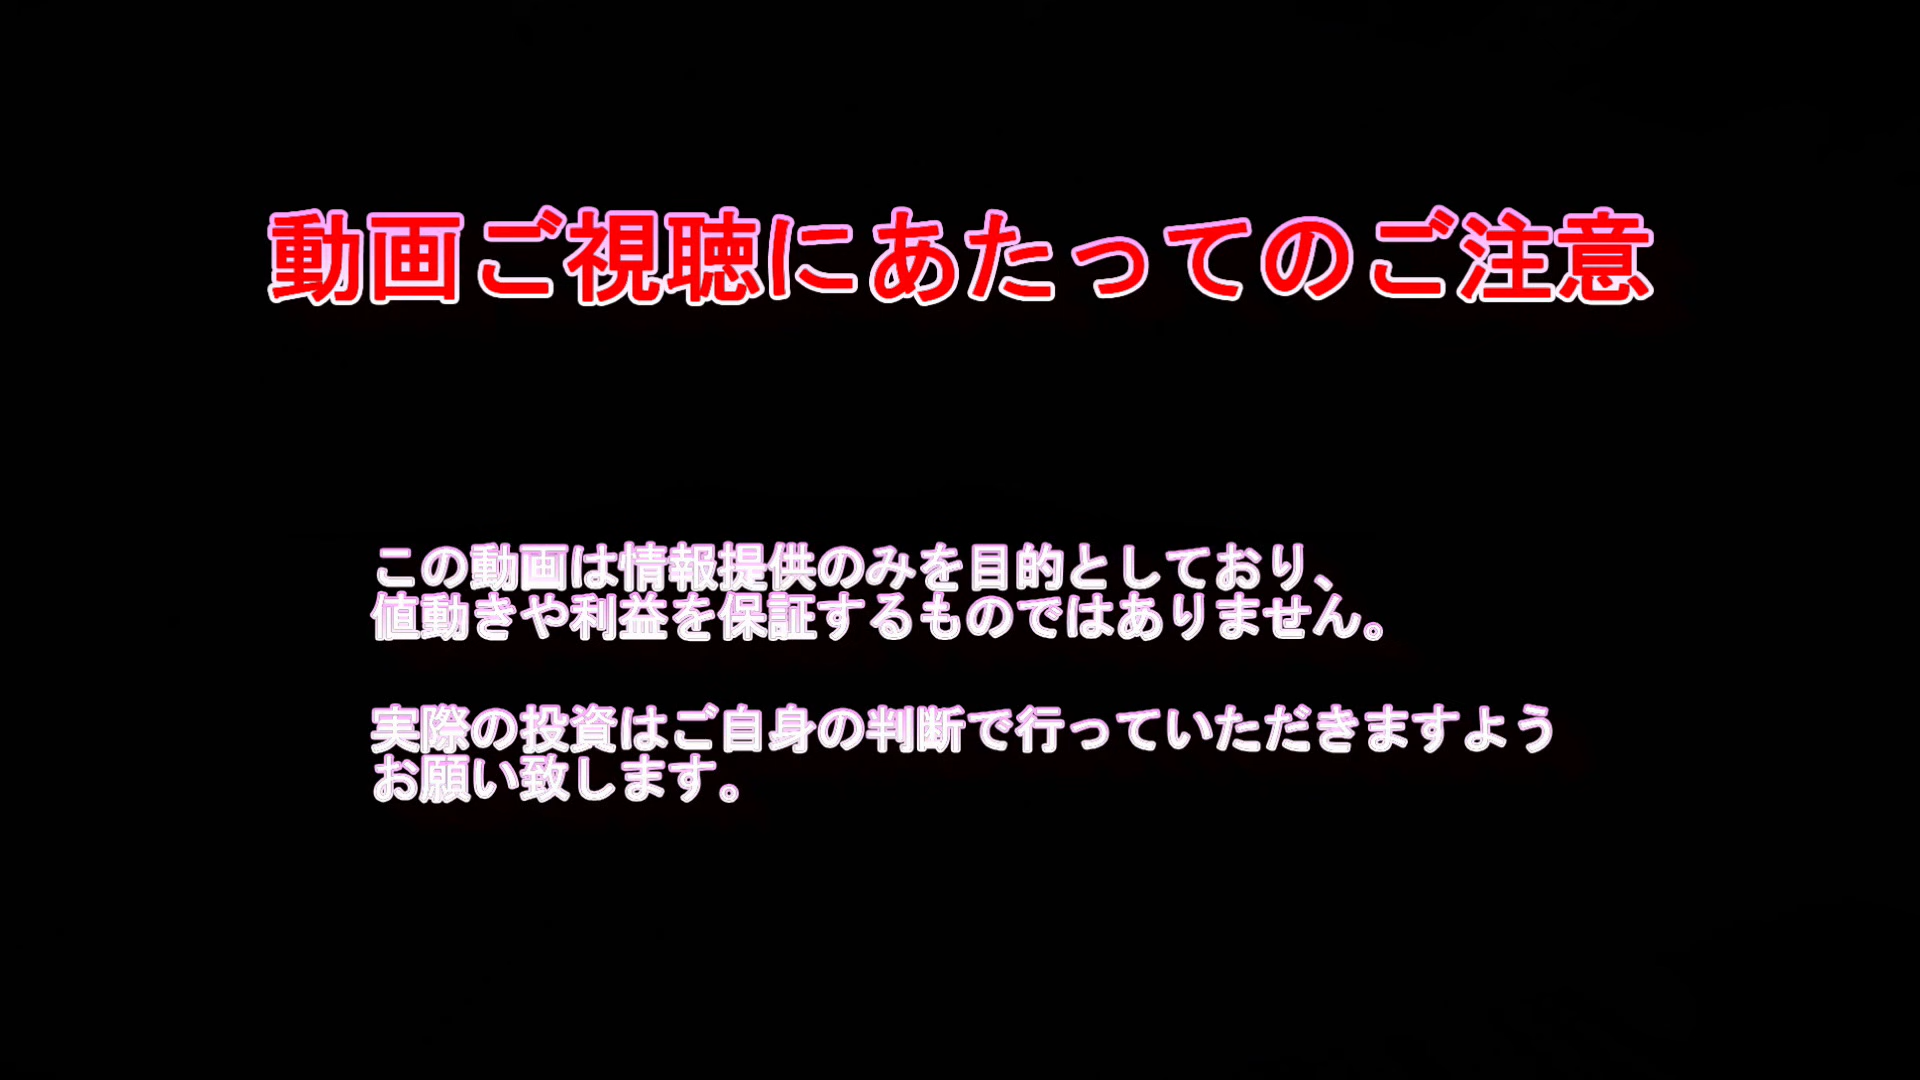 動画ご視聴にあたってのご注意
この動画は情報提供のみを目的としており、
値動きや利益を保証するものではありません。
実際の投資はご自身の判断で行っていただきますよう
お願い致します。